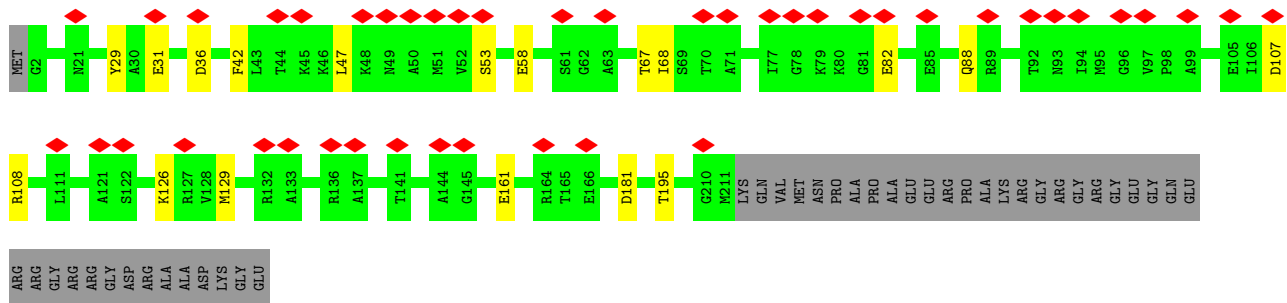 MET G2 N21 Y29 A30 E31 D36 F42 L43 T44 K45 K46 L47 K48 N49 A50 M51 V52 S53 E58 S61 G62 A63 T67 I68 S69 T70 A71 I77 G78 K79 K80 G81 E82 E85 Q88 R89 T92 N93 I94 M95 G96 V97 P98 A99 E105 I106 D107
R108 L111 A121 S122 K126 R127 V128 M129 R132 A133 R136 A137 T141 A144 G145 E161 R164 T165 E166 D181 T195 G210 M211 LYS GLN VAL MET ASN PRO ALA PRO ALA GLU GLU ARG PRO ALA LYS ARG GLY ARG GLY ARG GLY GLU GLY GLN GLU
ARG ARG GLY ARG ARG GLY ASP ARG ALA ALA ASP LYS GLY GLU